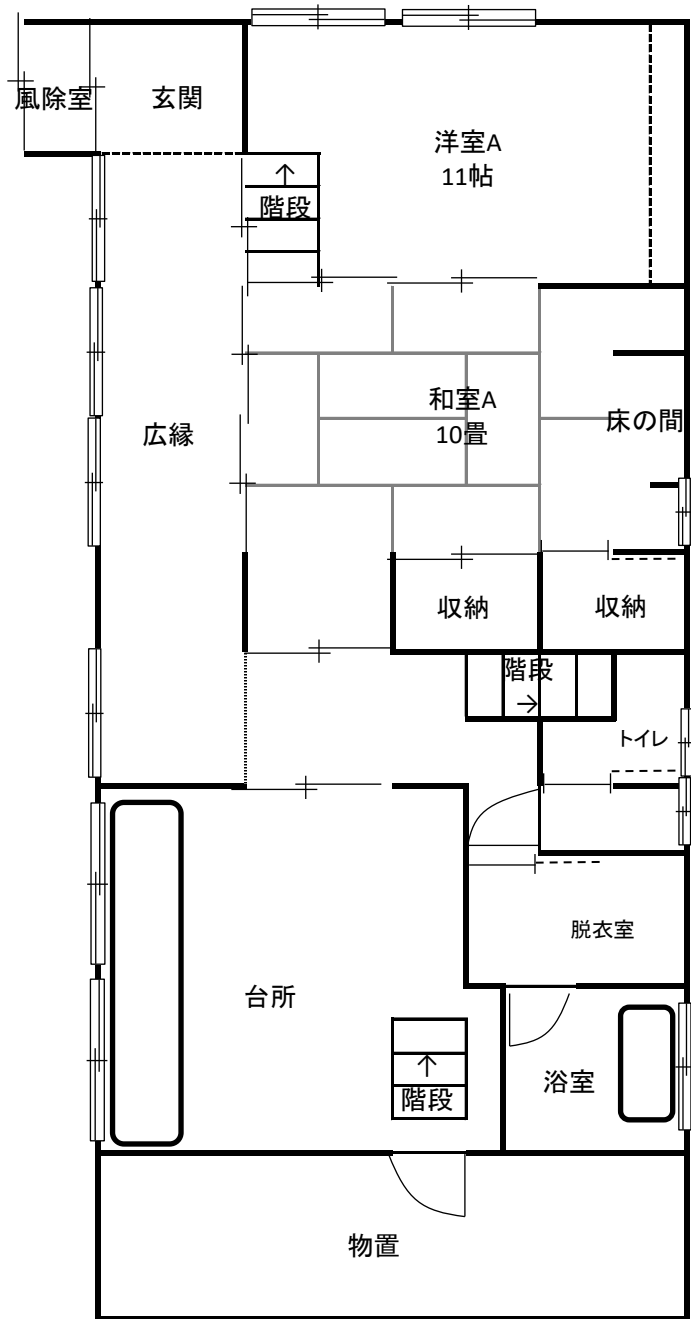 風除室
玄関
洋室A
11帖
↑
階段
和室A
10畳
床の間
広縁
収納
収納
階段
→
トイレ
脱衣室
台所
↑
階段
浴室
物置